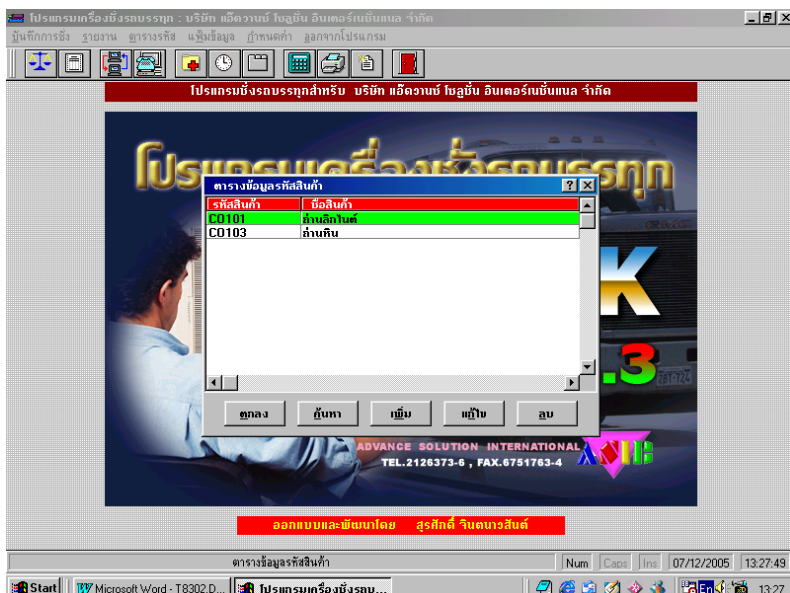 โปรแกรมเครื่องชั่งรถบรรทุก : บริษัท แอ็ดวานซ์ โซลูชั่น อินเตอร์เนชั่นแนล จำกัด
บันทึกการชั่ง รายงาน ตารางรหัส แฟ้มข้อมูล กำหนดค่า ออกจากโปรแกรม
โปรแกรมชั่งรถบรรทุกสำหรับ บริษัท แอ็ดวานซ์ โซลูชั่น อินเตอร์เนชั่นแนล จำกัด
โปรแกรมเครื่องชั่งรถบรรทุก
ตารางข้อมูลรหัสสินค้า
รหัสสินค้า ชื่อสินค้า
CO101 ถ่านลิกไนต์
CO103 ถ่านหิน
K
.3
ตกลง ค้นหา เพิ่ม แก้ไข ลบ
ADVANCE SOLUTION INTERNATIONAL
TEL.2126373-6 , FAX.6751763-4
ออกแบบและพัฒนาโดย สุรศักดิ์ จินตนาวสันต์
ตารางข้อมูลรหัสสินค้า Num Caps Ins 07/12/2005 13:27:49
Start Microsoft Word - T8302.D... โปรแกรมเครื่องชั่งรถบ... En 13:27